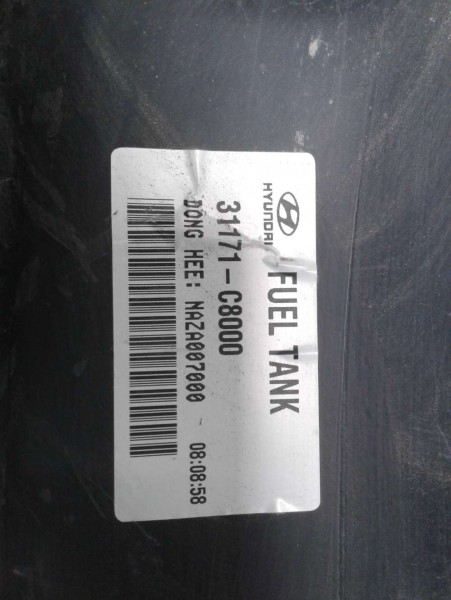 HYUNDAI
FUEL TANK
31171-C8000
DONG HEE: NAZA007000 - 08:08:58